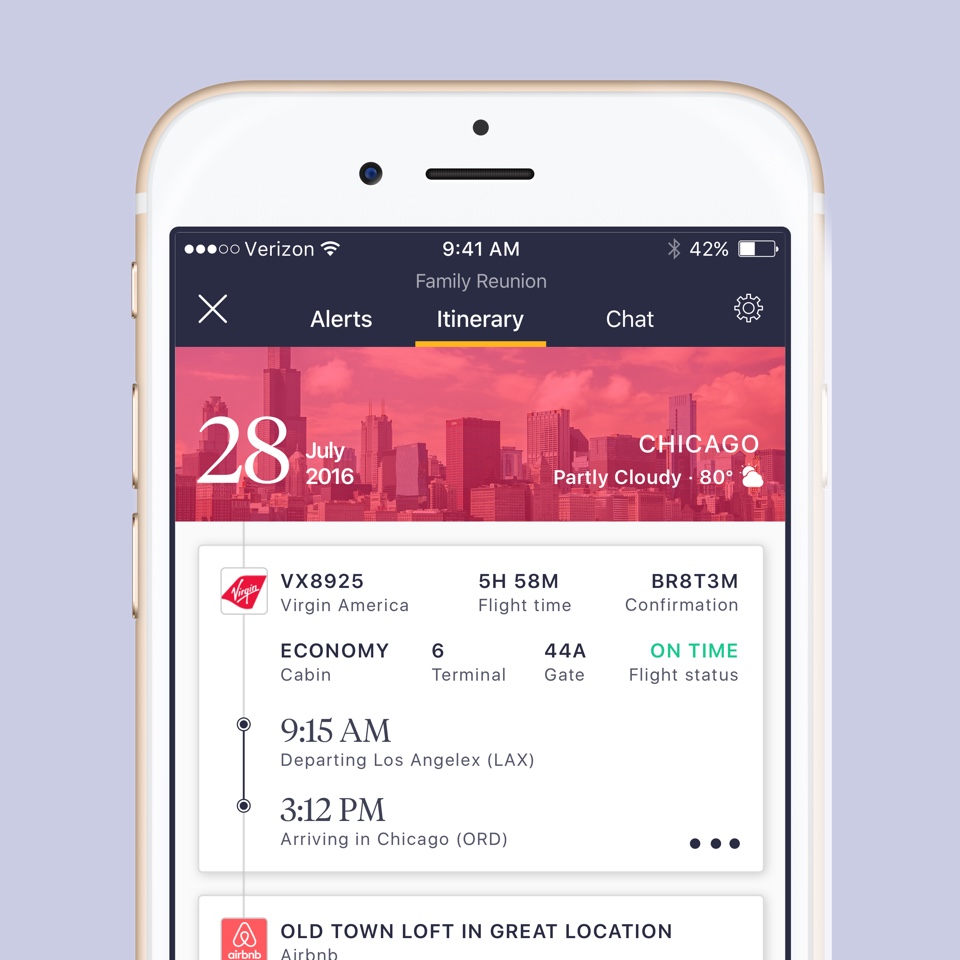 Verizon 9:41 AM 42%
Family Reunion
Alerts Itinerary Chat
28 July 2016
CHICAGO
Partly Cloudy · 80°
Virgin
VX8925 5H 58M BR8T3M
Virgin America Flight time Confirmation
ECONOMY 6 44A ON TIME
Cabin Terminal Gate Flight status
9:15 AM
Departing Los Angelex (LAX)
3:12 PM
Arriving in Chicago (ORD)
OLD TOWN LOFT IN GREAT LOCATION
airbnb Airbnb